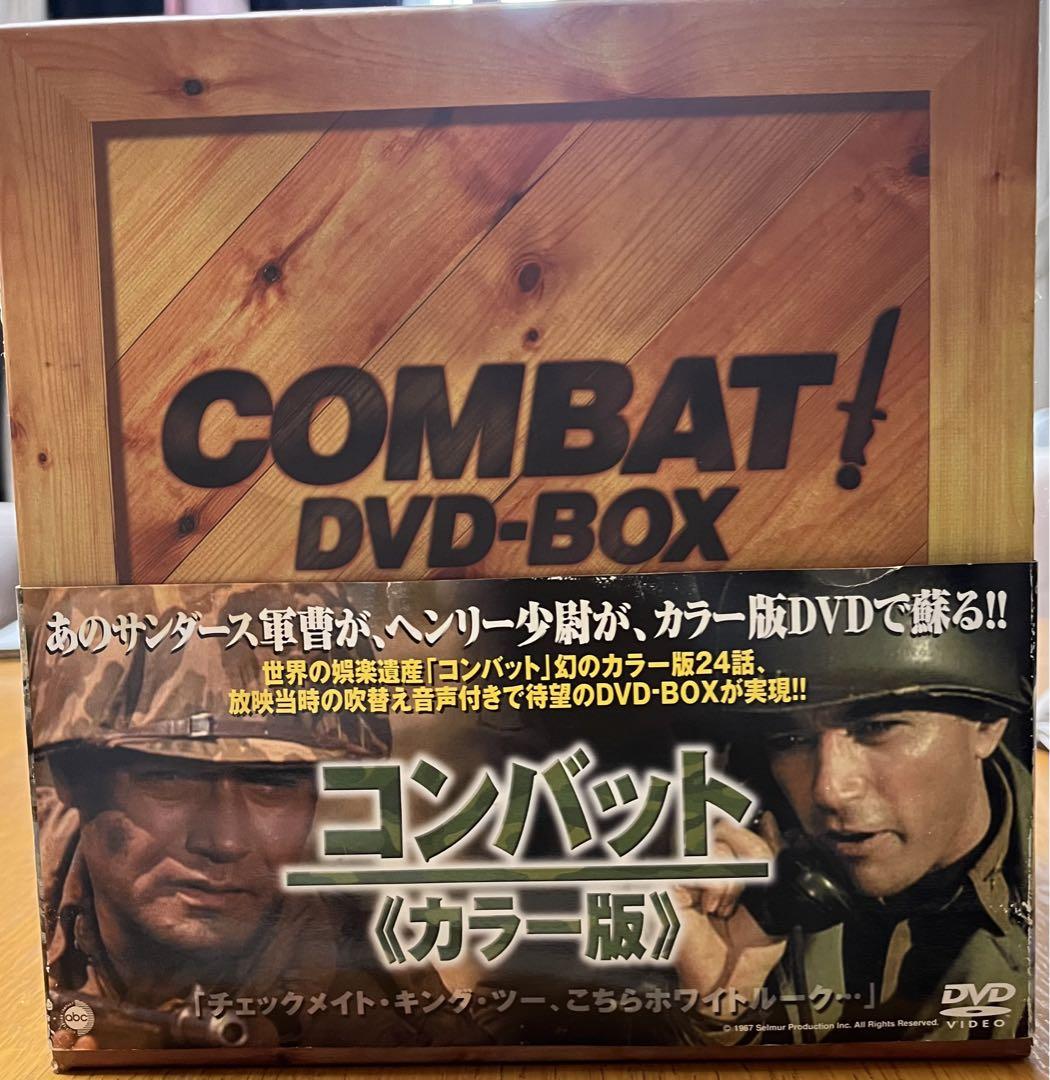 COMBAT!
DVD-BOX
あのサンダース軍曹が、ヘンリー少尉が、カラー版DVDで蘇る!!
世界の娯楽遺産「コンバット」幻のカラー版24話、
放映当時の吹替え音声付きで待望のDVD-BOXが実現!!
コンバット
《カラー版》
「チェックメイト・キング・ツー、こちらホワイトルーク…」
abc
DVD
VIDEO
© 1967 Selmur Production Inc. All Rights Reserved.